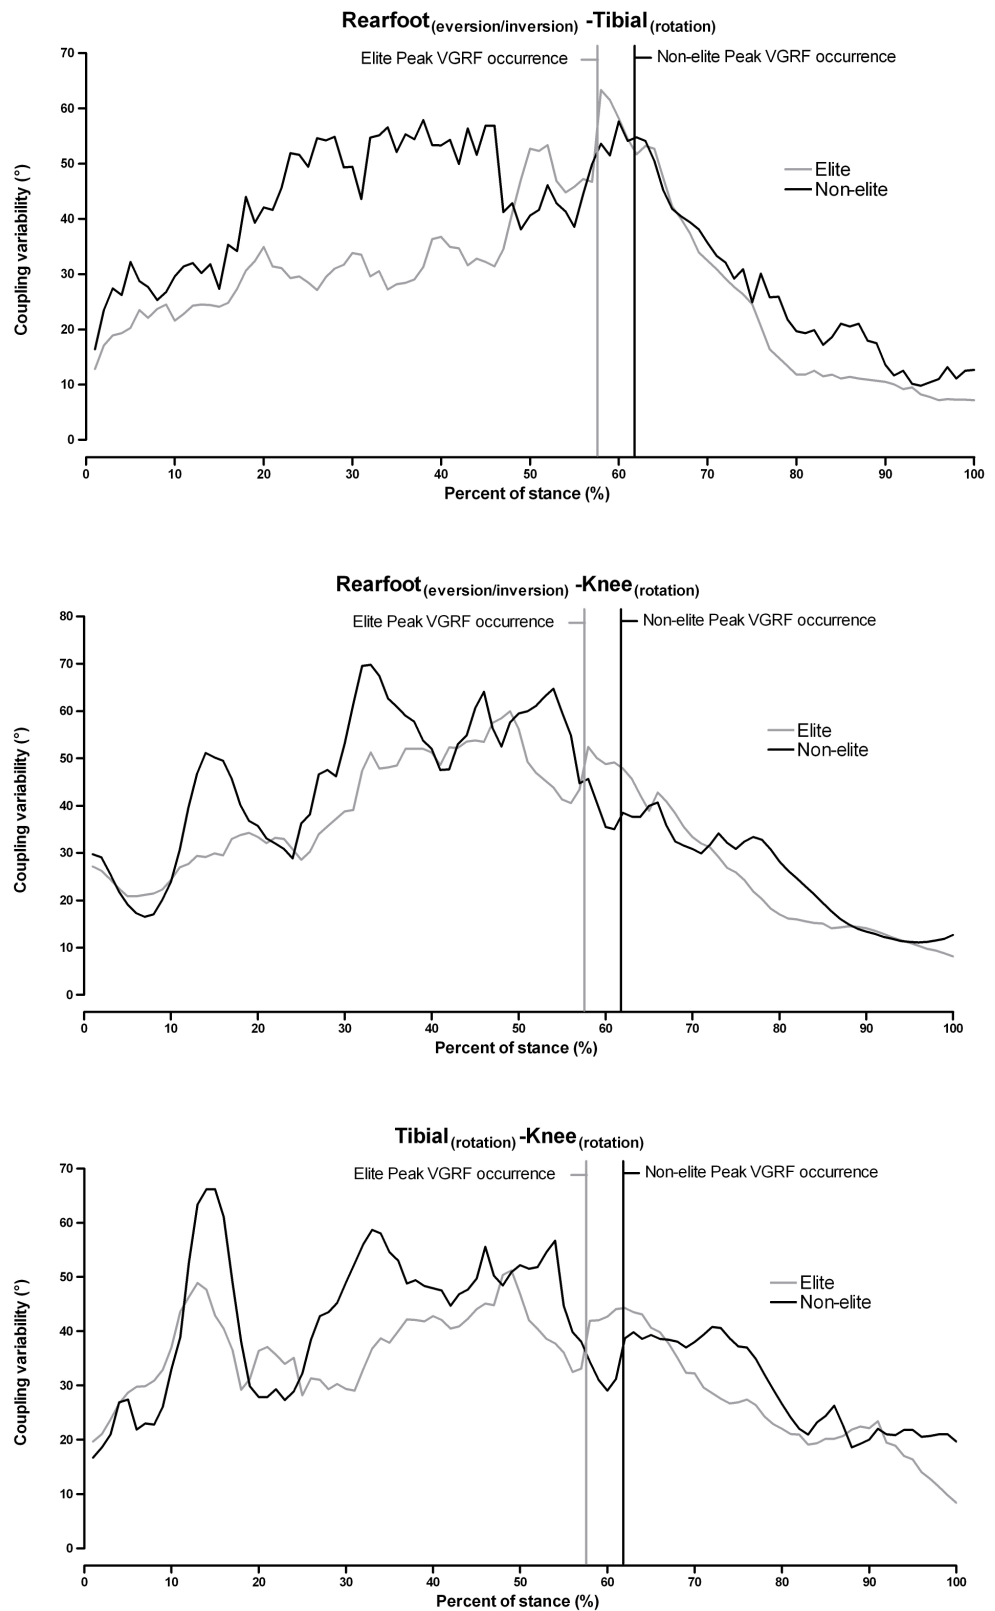 Rearfoot(eversion/inversion) -Tibial(rotation)
Elite Peak VGRF occurrence
Non-elite Peak VGRF occurrence
Elite
Non-elite
Coupling variability (°)
70
60
50
40
30
20
10
0
0 10 20 30 40 50 60 70 80 90 100
Percent of stance (%)
Rearfoot(eversion/inversion) -Knee(rotation)
Elite Peak VGRF occurrence
Non-elite Peak VGRF occurrence
Elite
Non-elite
Coupling variability (°)
80
70
60
50
40
30
20
10
0
0 10 20 30 40 50 60 70 80 90 100
Percent of stance (%)
Tibial(rotation) -Knee(rotation)
Elite Peak VGRF occurrence
Non-elite Peak VGRF occurrence
Elite
Non-elite
Coupling variability (°)
70
60
50
40
30
20
10
0
0 10 20 30 40 50 60 70 80 90 100
Percent of stance (%)